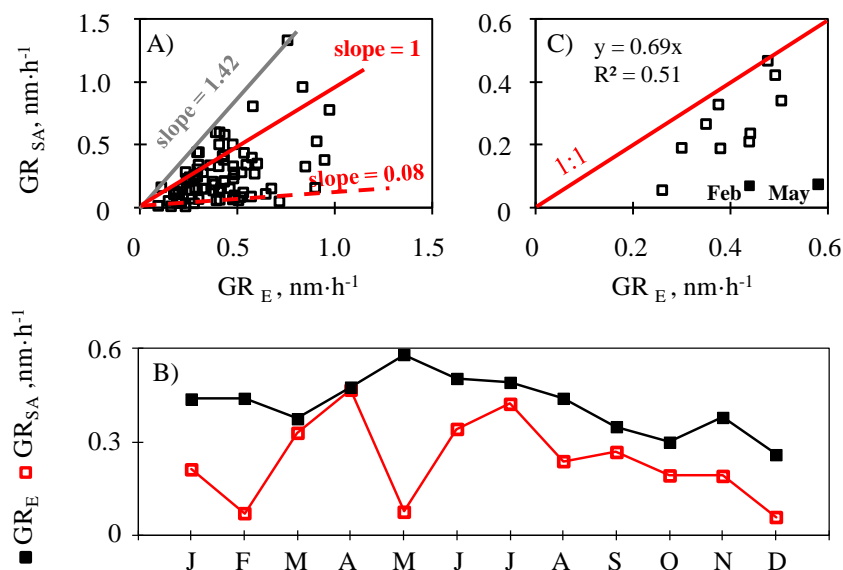 A)
1.5
1.0
0.5
0
GR SA, nm·h-1
slope = 1.42
slope = 1
slope = 0.08
0 0.5 1.0 1.5
GR E , nm·h-1
C)
0.6
0.4
0.2
0
y = 0.69x
R² = 0.51
1:1
Feb May
0 0.2 0.4 0.6
GR E , nm·h-1
B)
0.6
0.3
0
GRE GRSA ,nm·h-1
J F M A M J J A S O N D